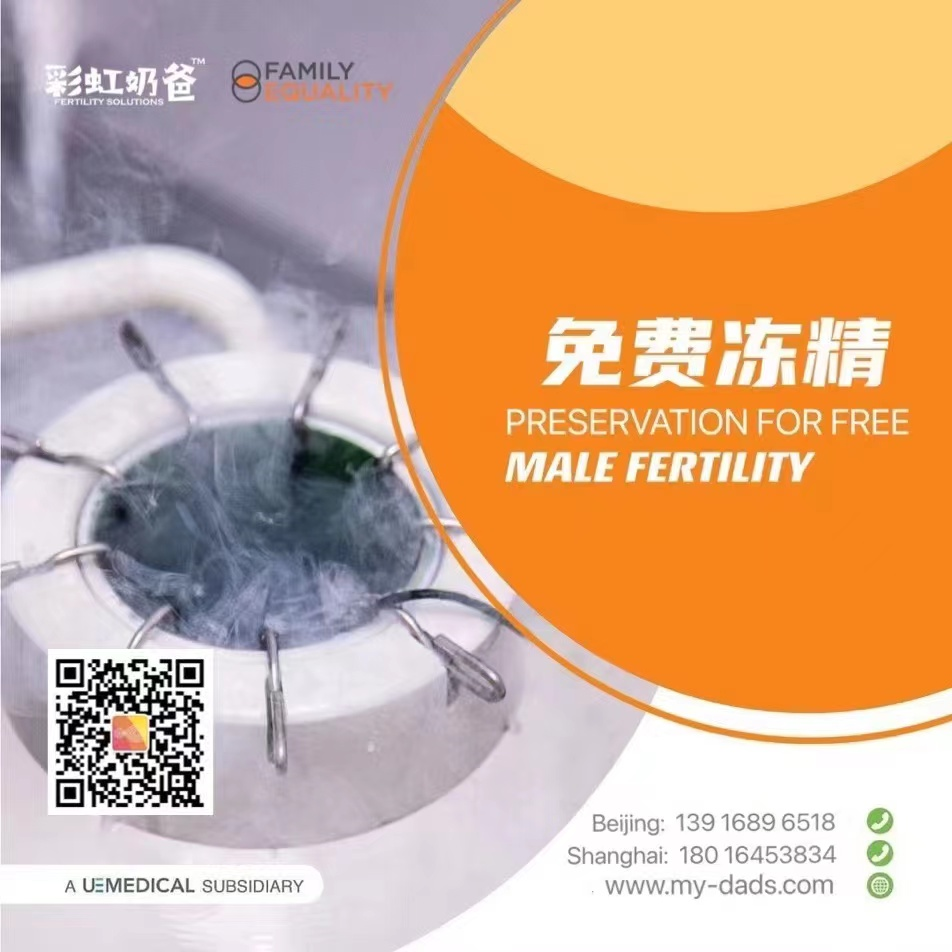 彩虹奶爸™
FERTILITY SOLUTIONS
FAMILY
EQUALITY
免费冻精
PRESERVATION FOR FREE
MALE FERTILITY
Beijing: 139 1689 6518
Shanghai: 180 16453834
www.my-dads.com
A UEMEDICAL SUBSIDIARY